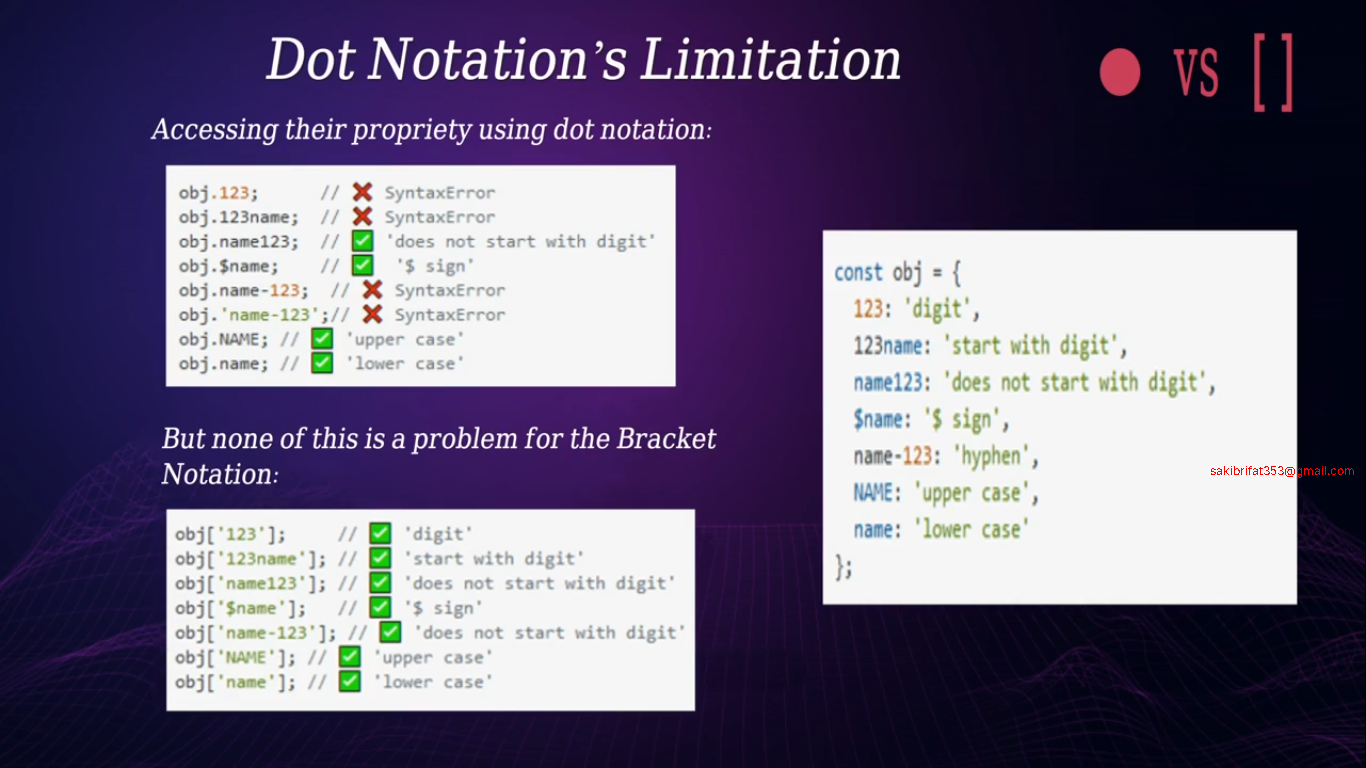 Dot Notation’s Limitation
VS [ ]
Accessing their propriety using dot notation:
obj.123; // ❌ SyntaxError
obj.123name; // ❌ SyntaxError
obj.name123; // ✅ 'does not start with digit'
obj.$name; // ✅ '$ sign'
obj.name-123; // ❌ SyntaxError
obj.'name-123';// ❌ SyntaxError
obj.NAME; // ✅ 'upper case'
obj.name; // ✅ 'lower case'
But none of this is a problem for the Bracket
Notation:
obj['123']; // ✅ 'digit'
obj['123name']; // ✅ 'start with digit'
obj['name123']; // ✅ 'does not start with digit'
obj['$name']; // ✅ '$ sign'
obj['name-123']; // ✅ 'does not start with digit'
obj['NAME']; // ✅ 'upper case'
obj['name']; // ✅ 'lower case'
const obj = {
123: 'digit',
123name: 'start with digit',
name123: 'does not start with digit',
$name: '$ sign',
name-123: 'hyphen',
NAME: 'upper case',
name: 'lower case'
};
sakibrifat353@gmail.com